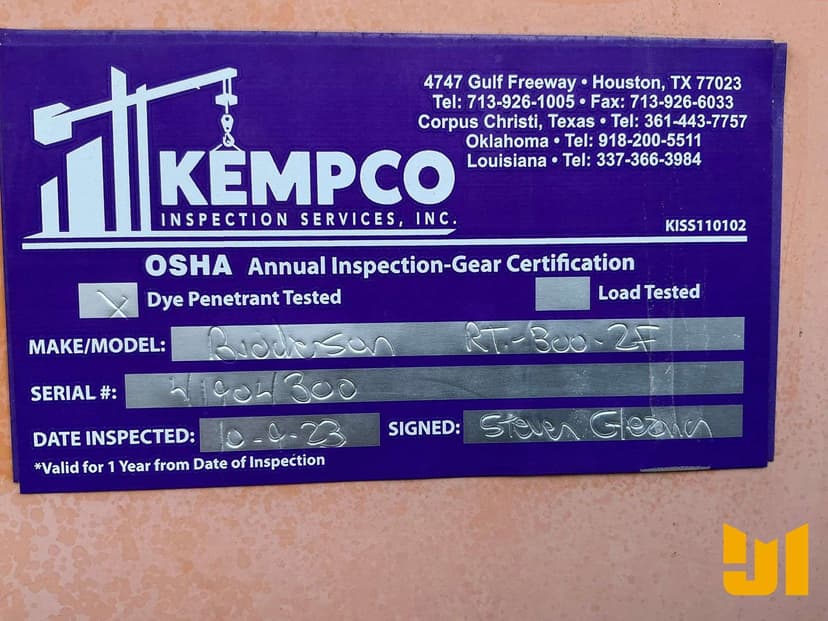 4747 Gulf Freeway • Houston, TX 77023
Tel: 713-926-1005 • Fax: 713-926-6033
Corpus Christi, Texas • Tel: 361-443-7757
Oklahoma • Tel: 918-200-5511
Louisiana • Tel: 337-366-3984
KEMPCO
INSPECTION SERVICES, INC.
KISS110102
OSHA Annual Inspection-Gear Certification
X Dye Penetrant Tested
Load Tested
MAKE/MODEL: Broderson RT-300-2F
SERIAL #: 41904300
DATE INSPECTED: 10-9-23 SIGNED: Steven
*Valid for 1 Year from Date of Inspection